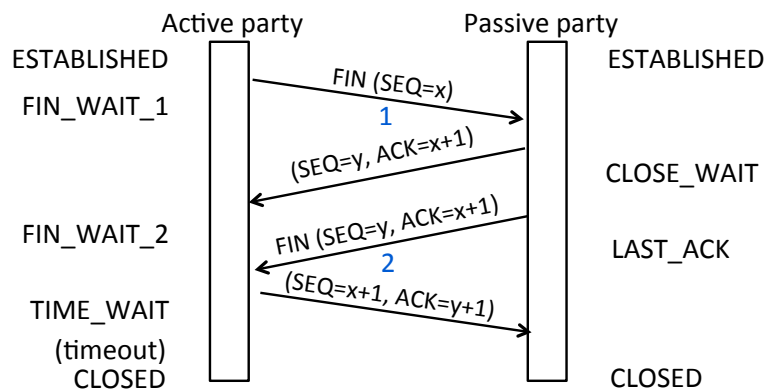 Active party
Passive party
ESTABLISHED
ESTABLISHED
FIN (SEQ=x)
FIN_WAIT_1
1
(SEQ=y, ACK=x+1)
CLOSE_WAIT
FIN (SEQ=y, ACK=x+1)
FIN_WAIT_2
LAST_ACK
2
(SEQ=x+1, ACK=y+1)
TIME_WAIT
(timeout)
CLOSED
CLOSED